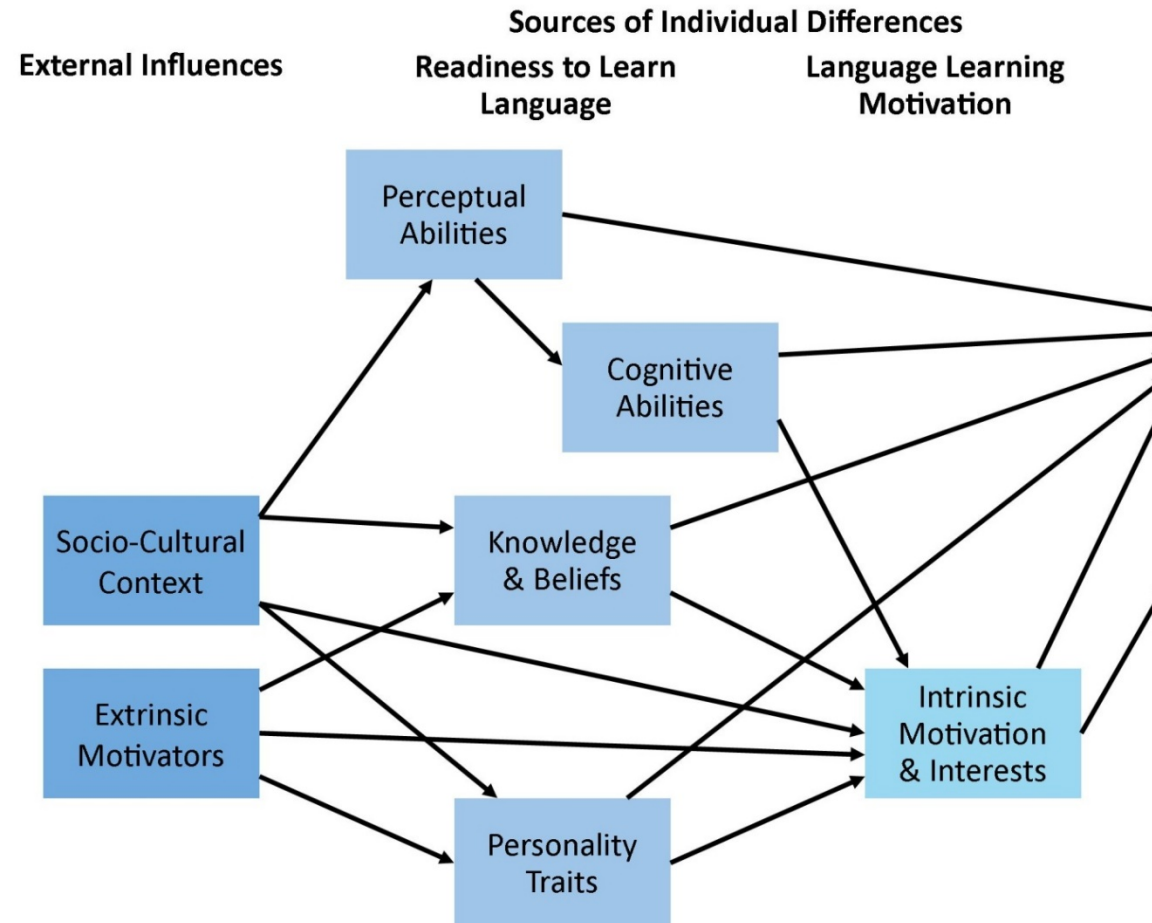 Sources of Individual Differences
External Influences
Readiness to Learn
Language
Language Learning
Motivation
Perceptual
Abilities
Cognitive
Abilities
Socio-Cultural
Context
Knowledge
& Beliefs
Extrinsic
Motivators
Intrinsic
Motivation
& Interests
Personality
Traits